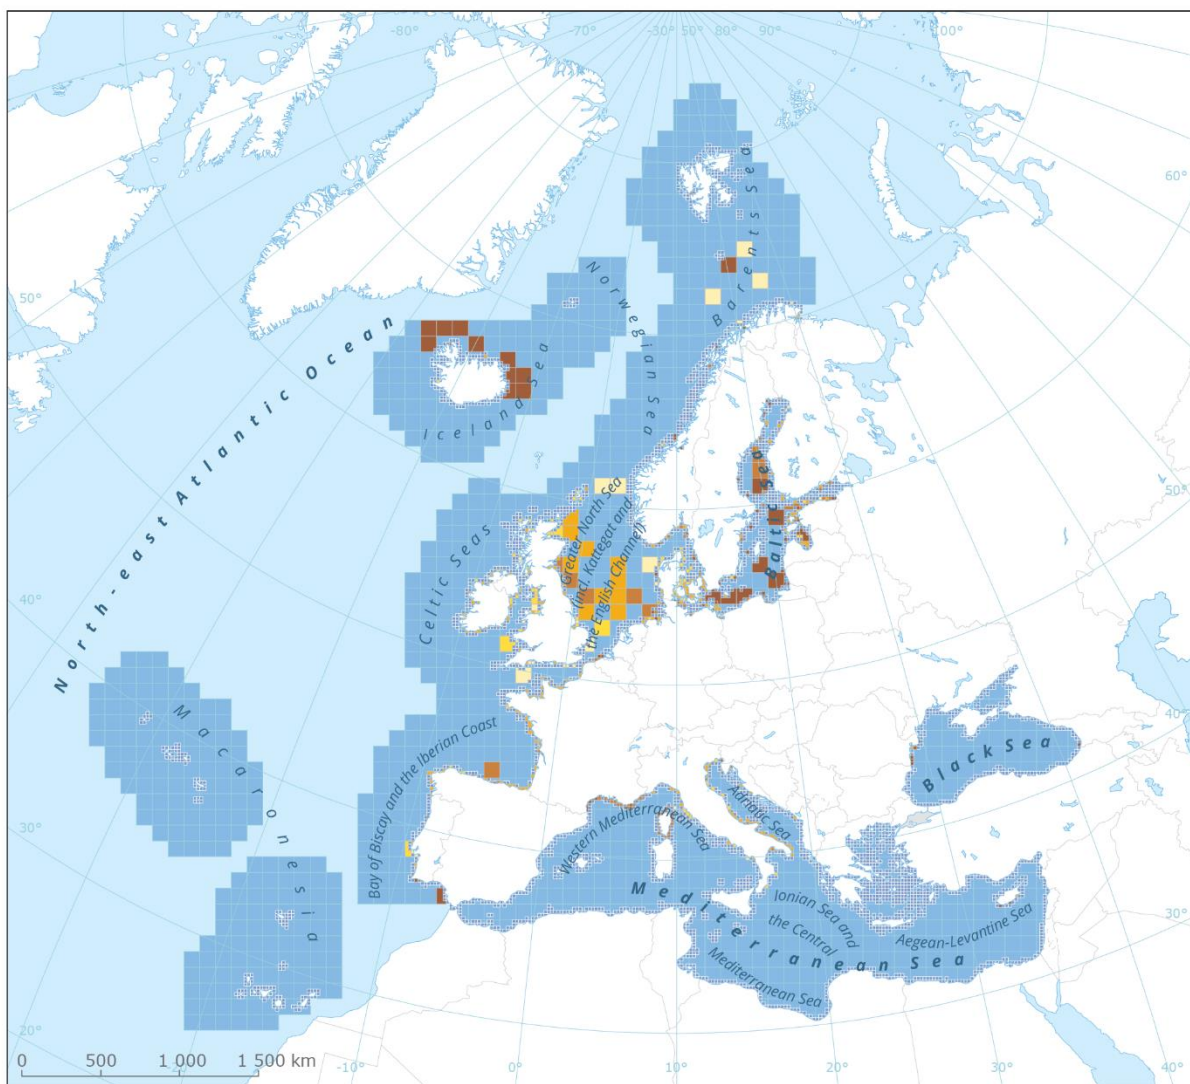 -80°
-70°
-30°
50°
80°
90°
100°
60°
50°
40°
30°
20°
50°
40°
30°
-10°
0°
10°
20°
30°
40°
Barents Sea
Norwegian Sea
Iceland Sea
North-east Atlantic Ocean
Celtic Seas
Greater North Sea
(incl. Kattegat and
the English Channel)
Baltic Sea
Macaronesia
Bay of Biscay and the Iberian Coast
Black Sea
Adriatic Sea
Western Mediterranean Sea
Mediterranean Sea
Ionian Sea and
the Central
Mediterranean Sea
Aegean-Levantine Sea
0 500 1 000 1 500 km